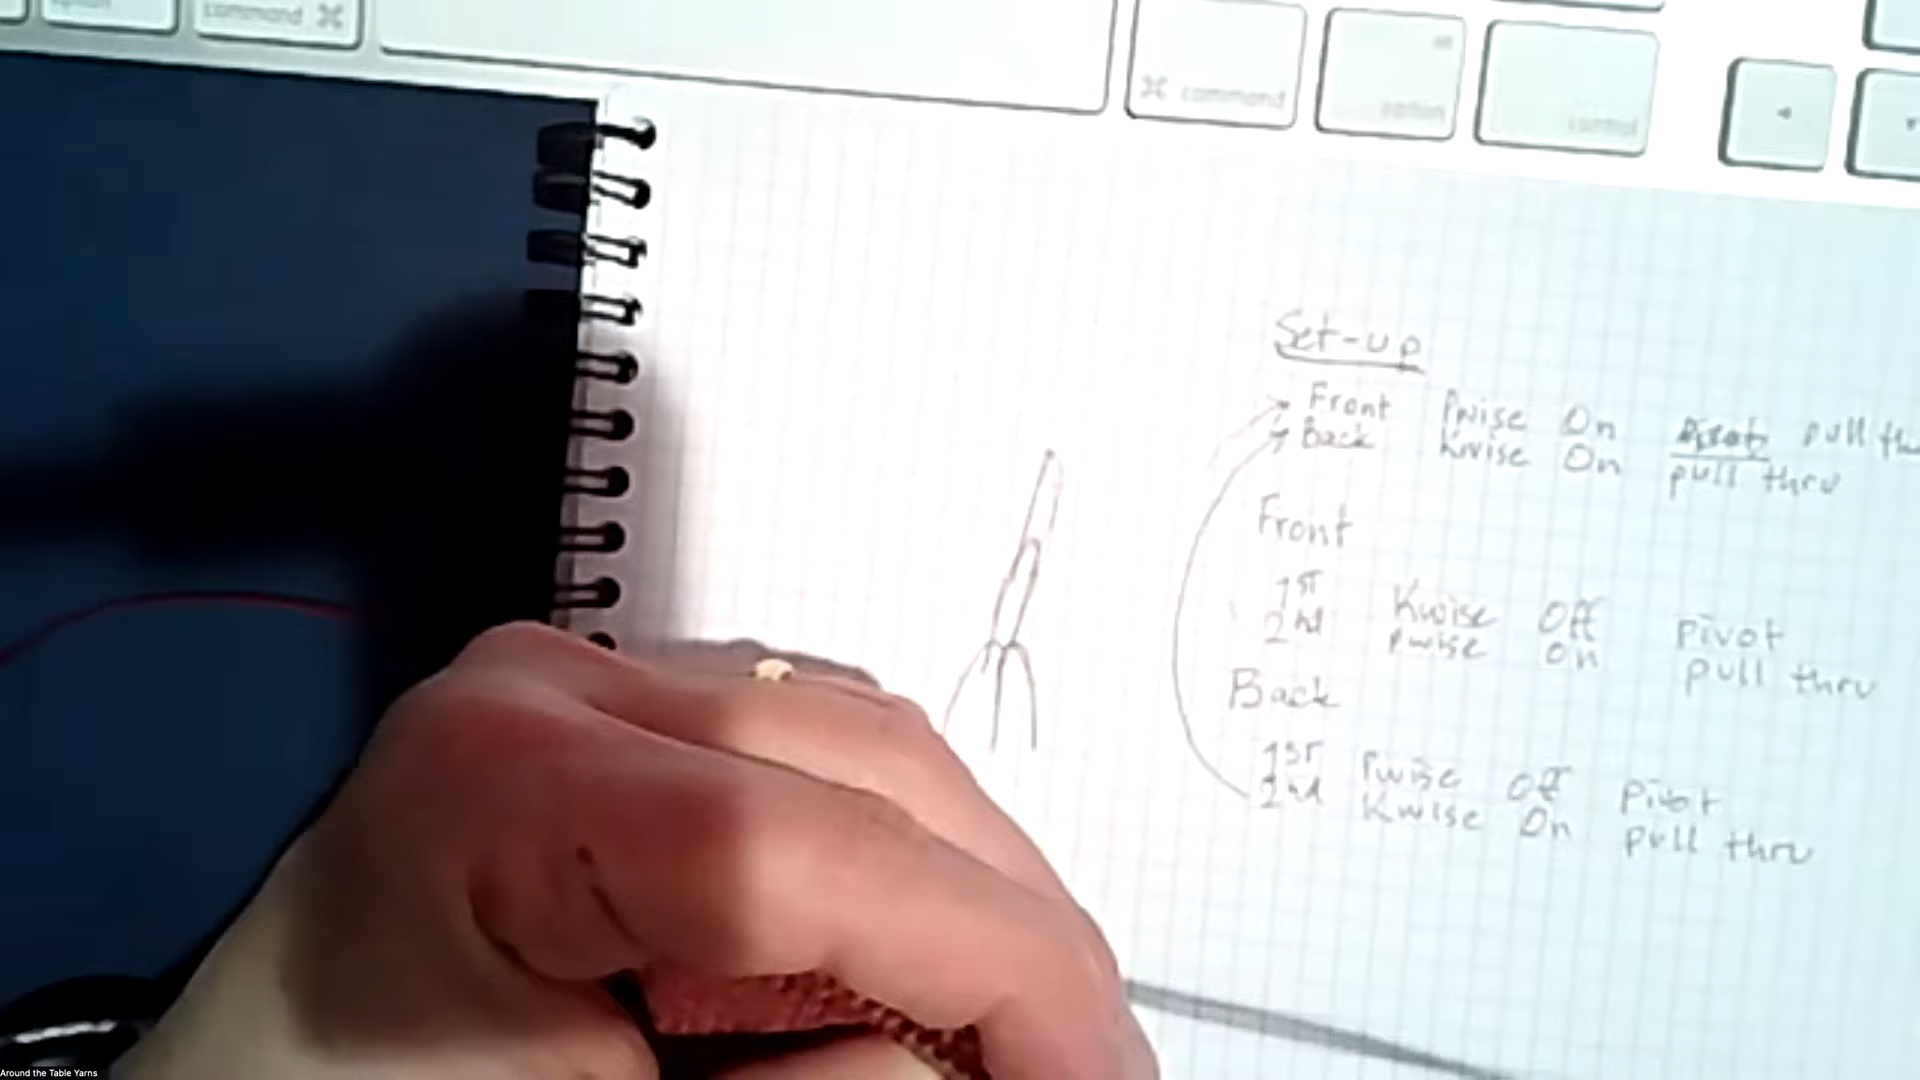 option
command ⌘
⌘ command
alt
option
control
Set-up
Front Pwise On pull
Back Kwise On pull thru
Front
1st Kwise Off pivot
2nd Pwise On pull thru
Back
1st Pwise Off Pivot
2nd Kwise On pull thru
Around the Table Yarns